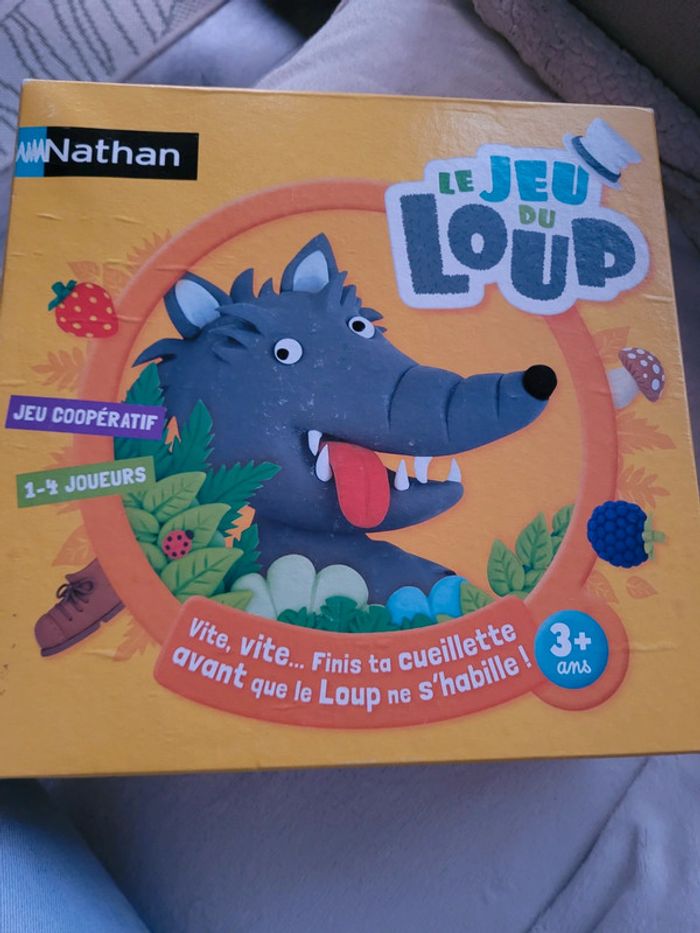 Nathan
LE JEU
DU
LOUP
JEU COOPÉRATIF
1-4 JOUEURS
Vite, vite... Finis ta cueillette
avant que le Loup ne s'habille !
3+
ans